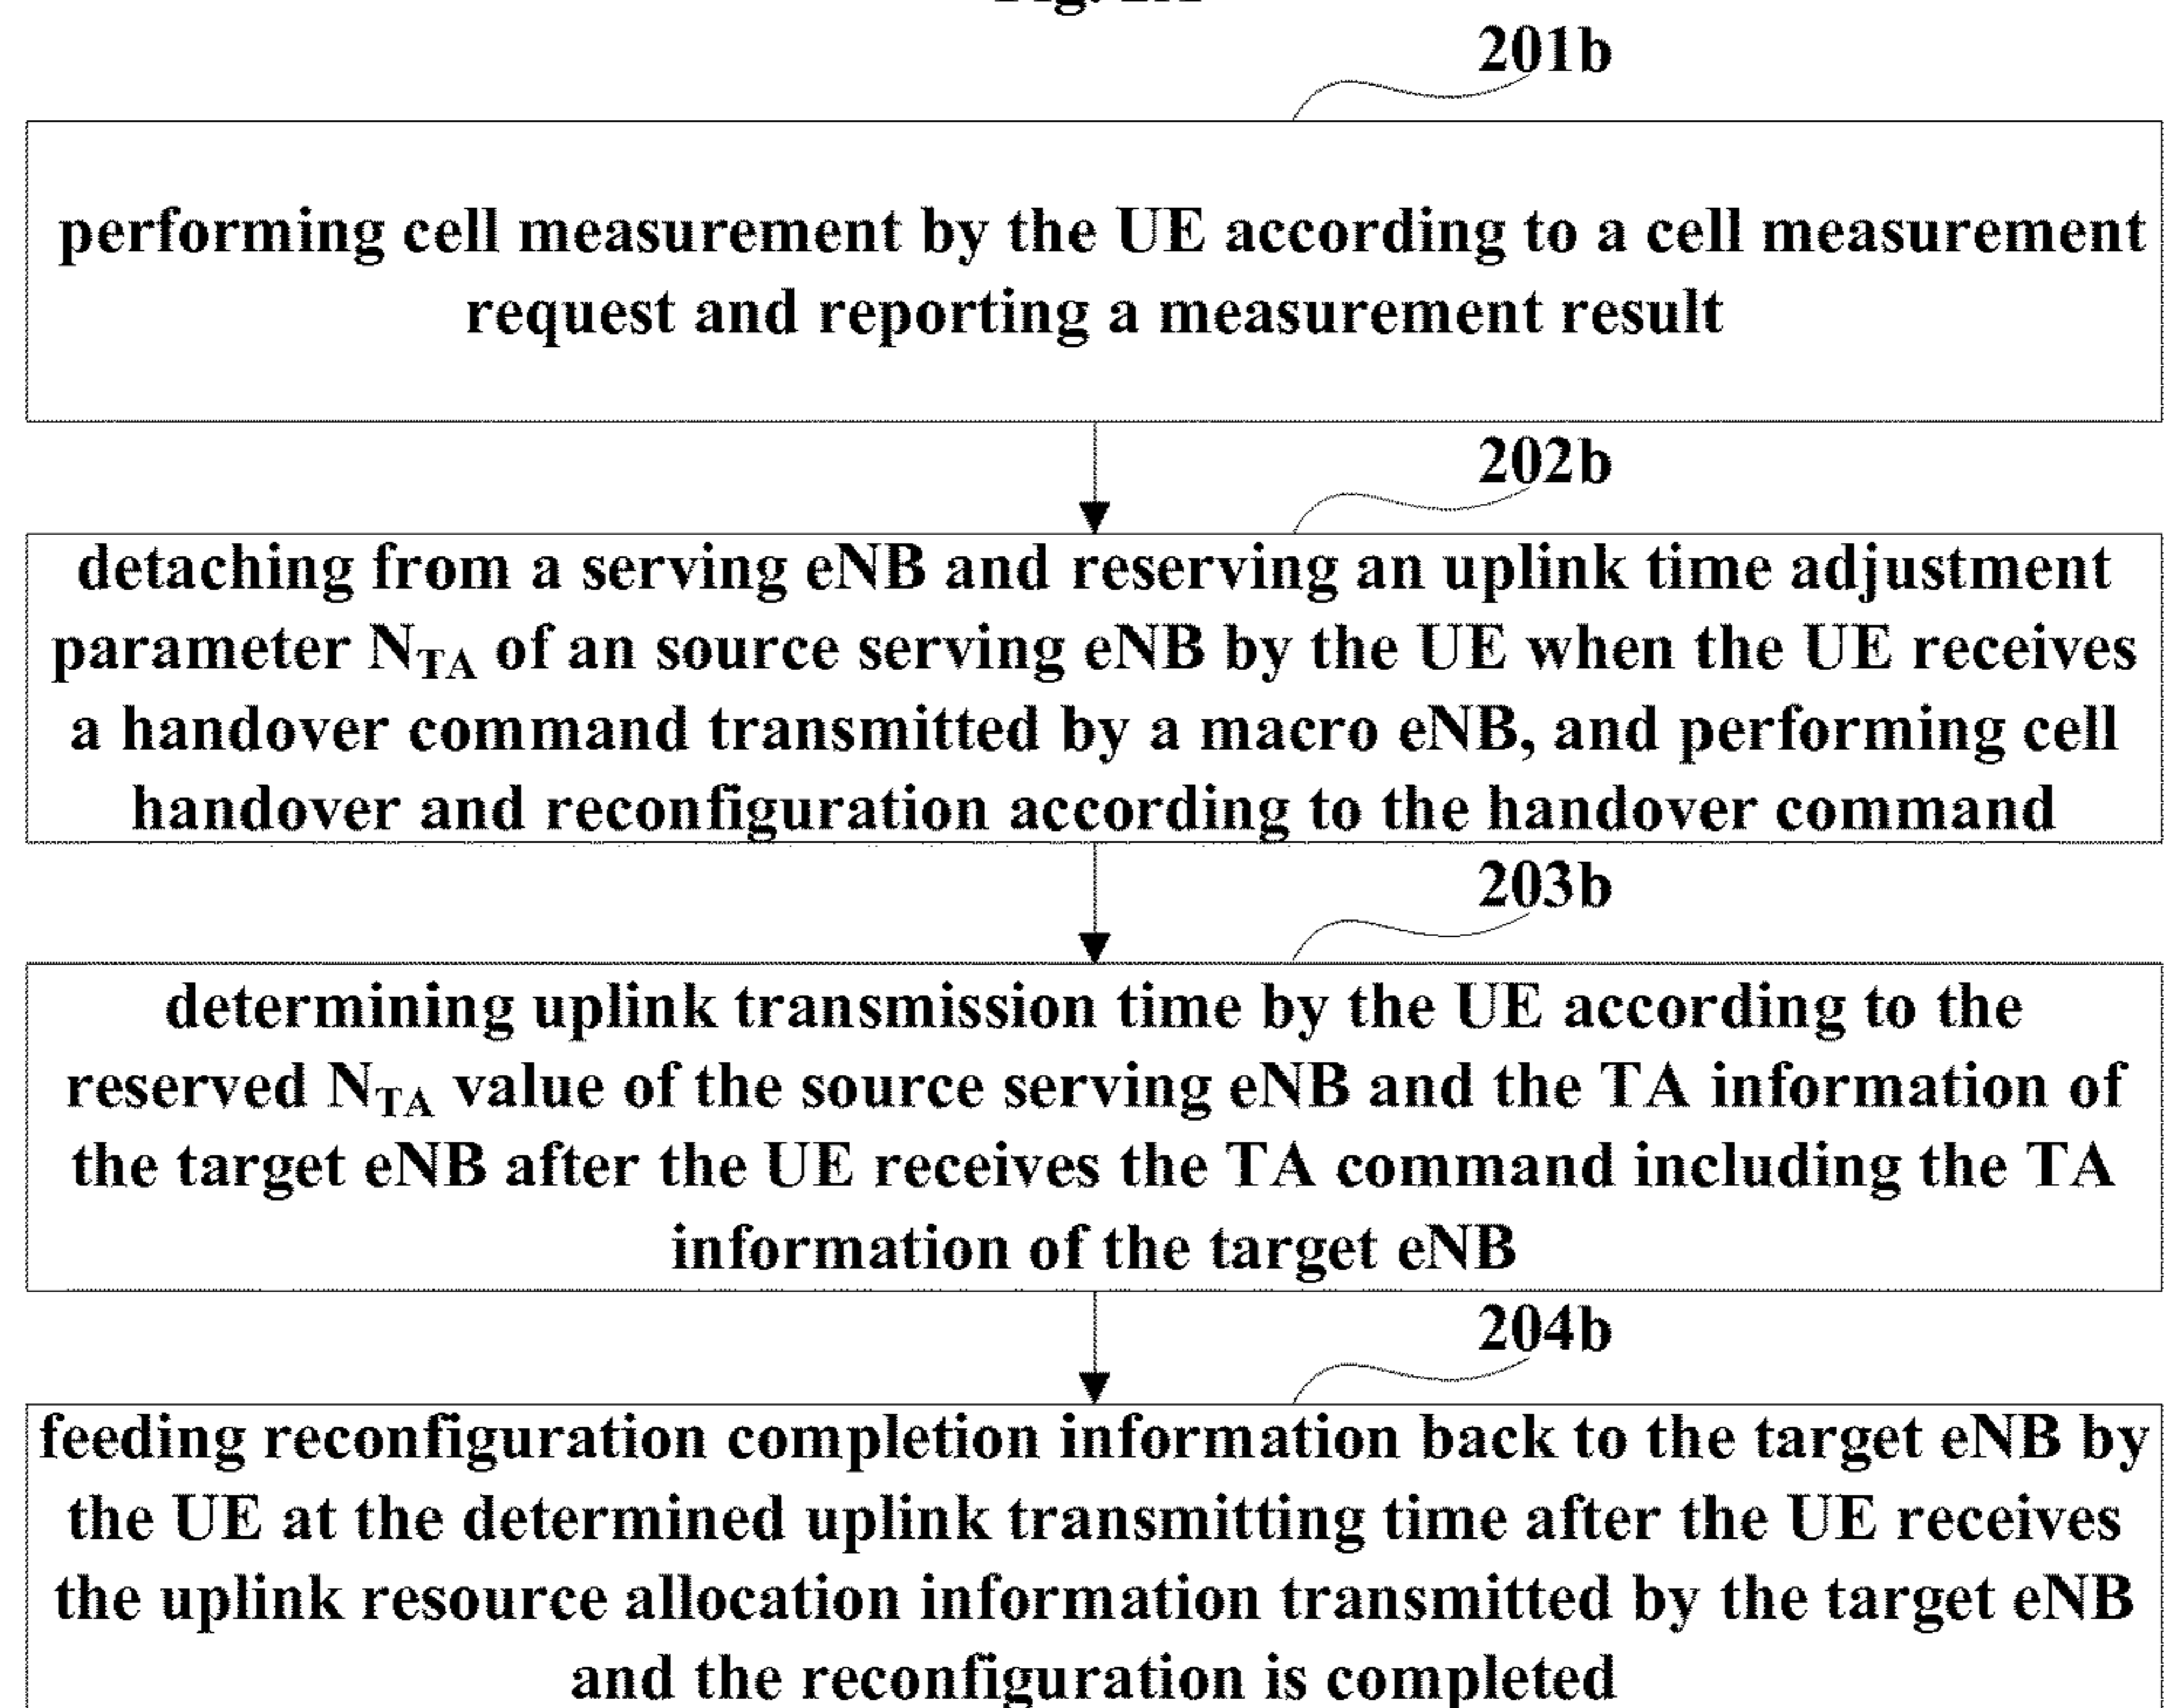 201b
performing cell measurement by the UE according to a cell measurement
request and reporting a measurement result
202b
detaching from a serving eNB and reserving an uplink time adjustment
parameter N_TA of an source serving eNB by the UE when the UE receives
a handover command transmitted by a macro eNB, and performing cell
handover and reconfiguration according to the handover command
203b
determining uplink transmission time by the UE according to the
reserved N_TA value of the source serving eNB and the TA information of
the target eNB after the UE receives the TA command including the TA
information of the target eNB
204b
feeding reconfiguration completion information back to the target eNB by
the UE at the determined uplink transmitting time after the UE receives
the uplink resource allocation information transmitted by the target eNB
and the reconfiguration is completed